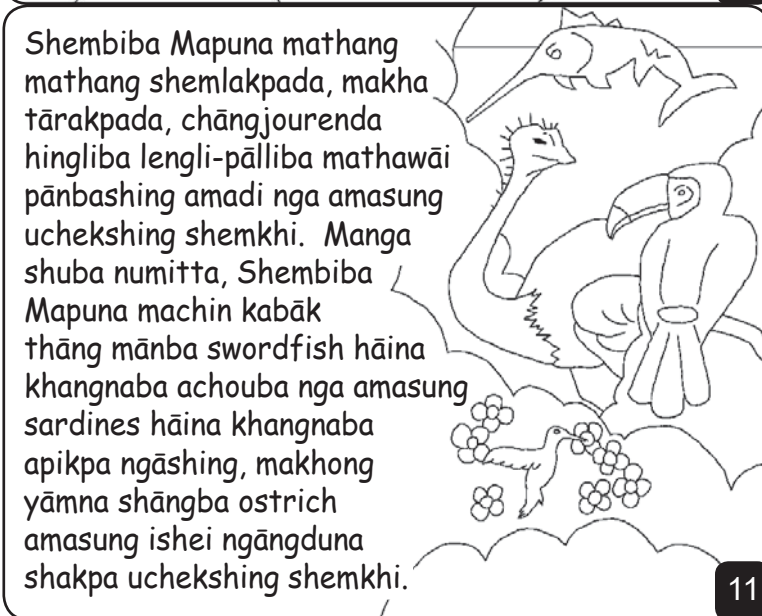 Shembiba Mapuna mathang
mathang shemlakpada, makha
tārakpada, chāngjourenda
hingliba lengli-pālliba mathawāi
pānbashing amadi nga amasung
uchekshing shemkhi. Manga
shuba numitta, Shembiba
Mapuna machin kabāk
thāng mānba swordfish hāina
khangnaba achouba nga amasung
sardines hāina khangnaba
apikpa ngāshing, makhong
yāmna shāngba ostrich
amasung ishei ngāngduna
shakpa uchekshing shemkhi.
11